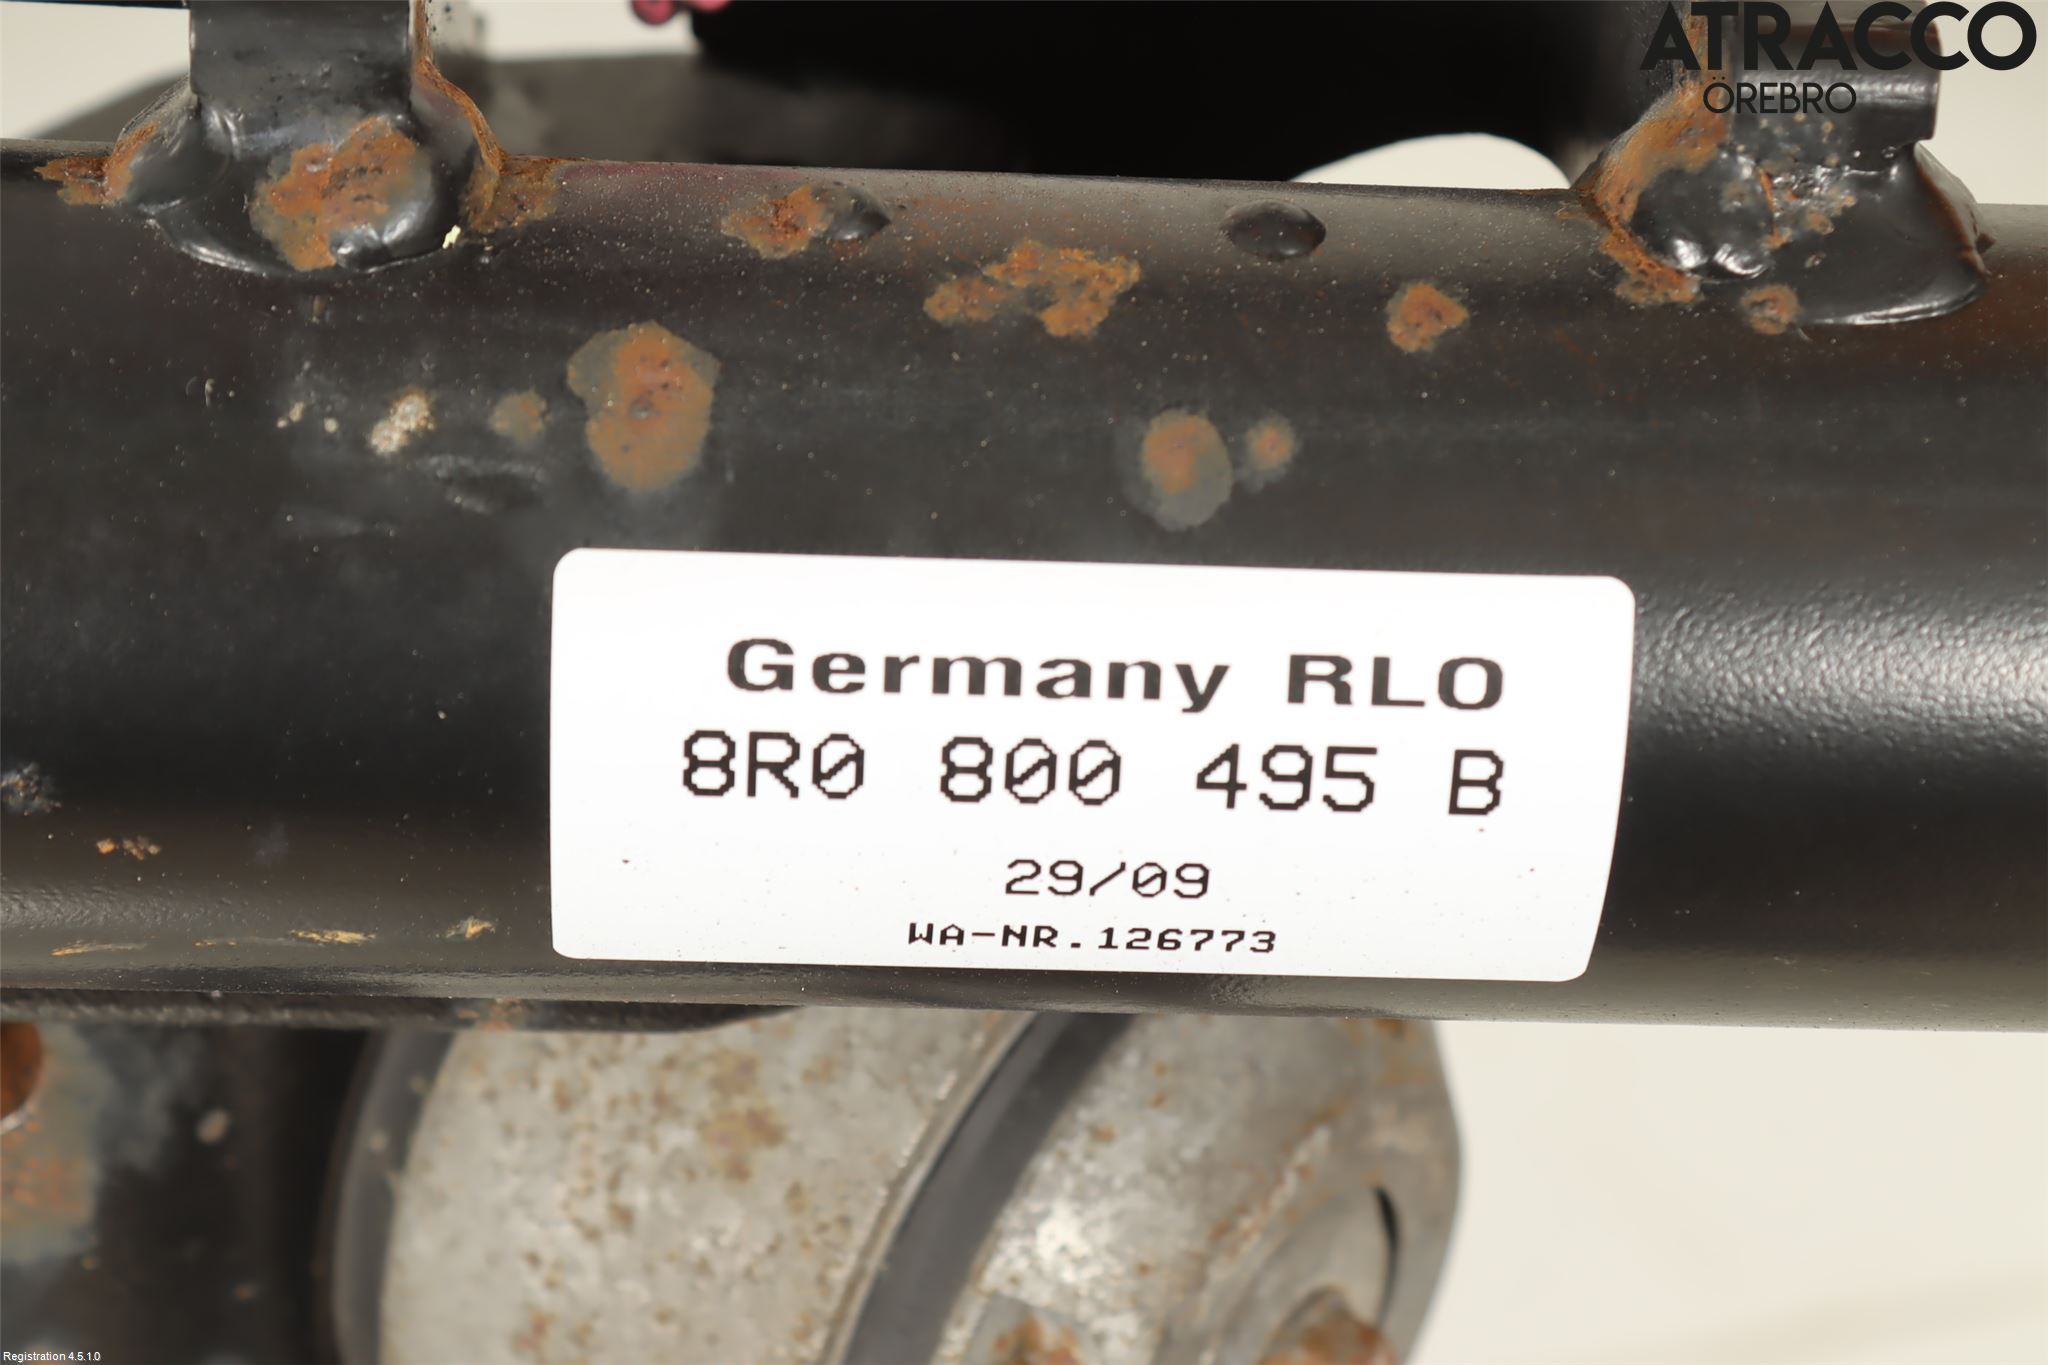 ATRACCO
ÖREBRO
Germany RLO
8R0 800 495 B
29/09
WA-NR.126773
Registration 4.5.1.0